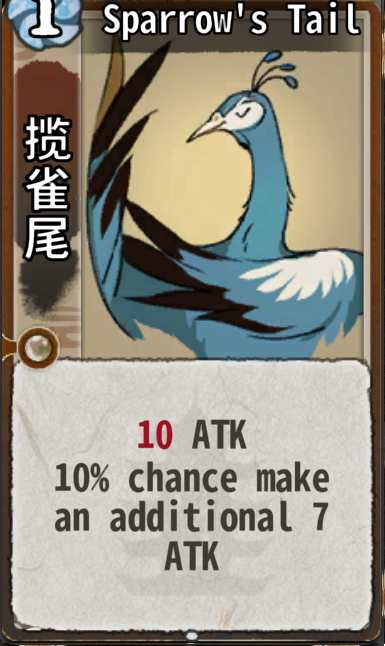 1
Sparrow's Tail
揽雀尾
10 ATK
10% chance make
an additional 7
ATK